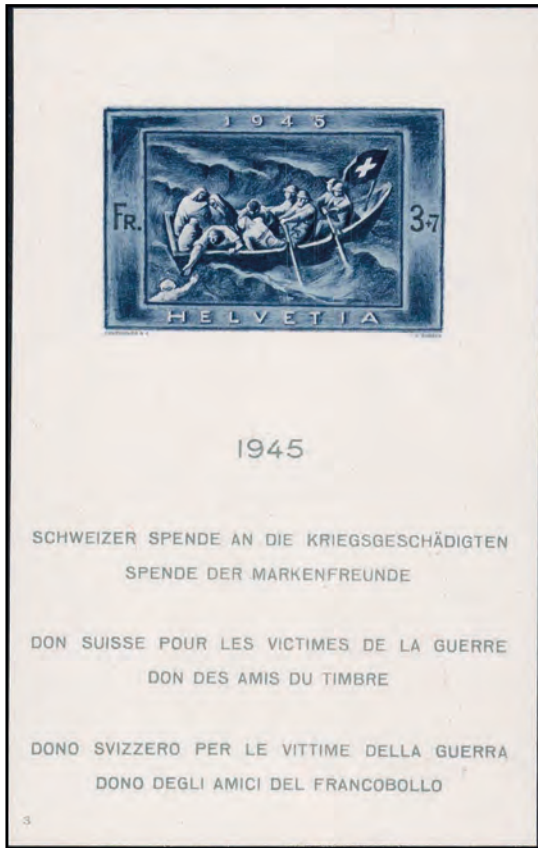 1945
FR. 3+7
HELVETIA
1945
SCHWEIZER SPENDE AN DIE KRIEGSGESCHÄDIGTEN
SPENDE DER MARKENFREUNDE
DON SUISSE POUR LES VICTIMES DE LA GUERRE
DON DES AMIS DU TIMBRE
DONO SVIZZERO PER LE VITTIME DELLA GUERRA
DONO DEGLI AMICI DEL FRANCOBOLLO
3